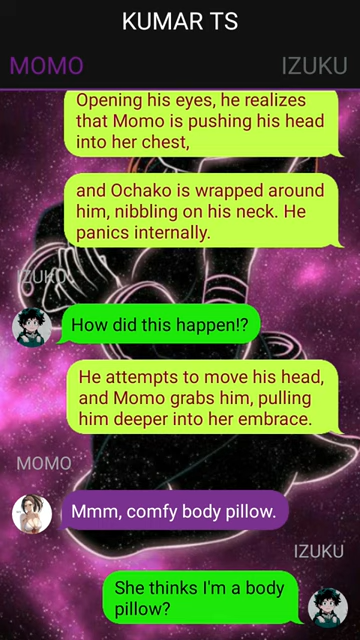 KUMAR TS
MOMO
IZUKU
Opening his eyes, he realizes
that Momo is pushing his head
into her chest,
and Ochako is wrapped around
him, nibbling on his neck. He
panics internally.
IZUKU
How did this happen!?
He attempts to move his head,
and Momo grabs him, pulling
him deeper into her embrace.
MOMO
Mmm, comfy body pillow.
IZUKU
She thinks I'm a body
pillow?